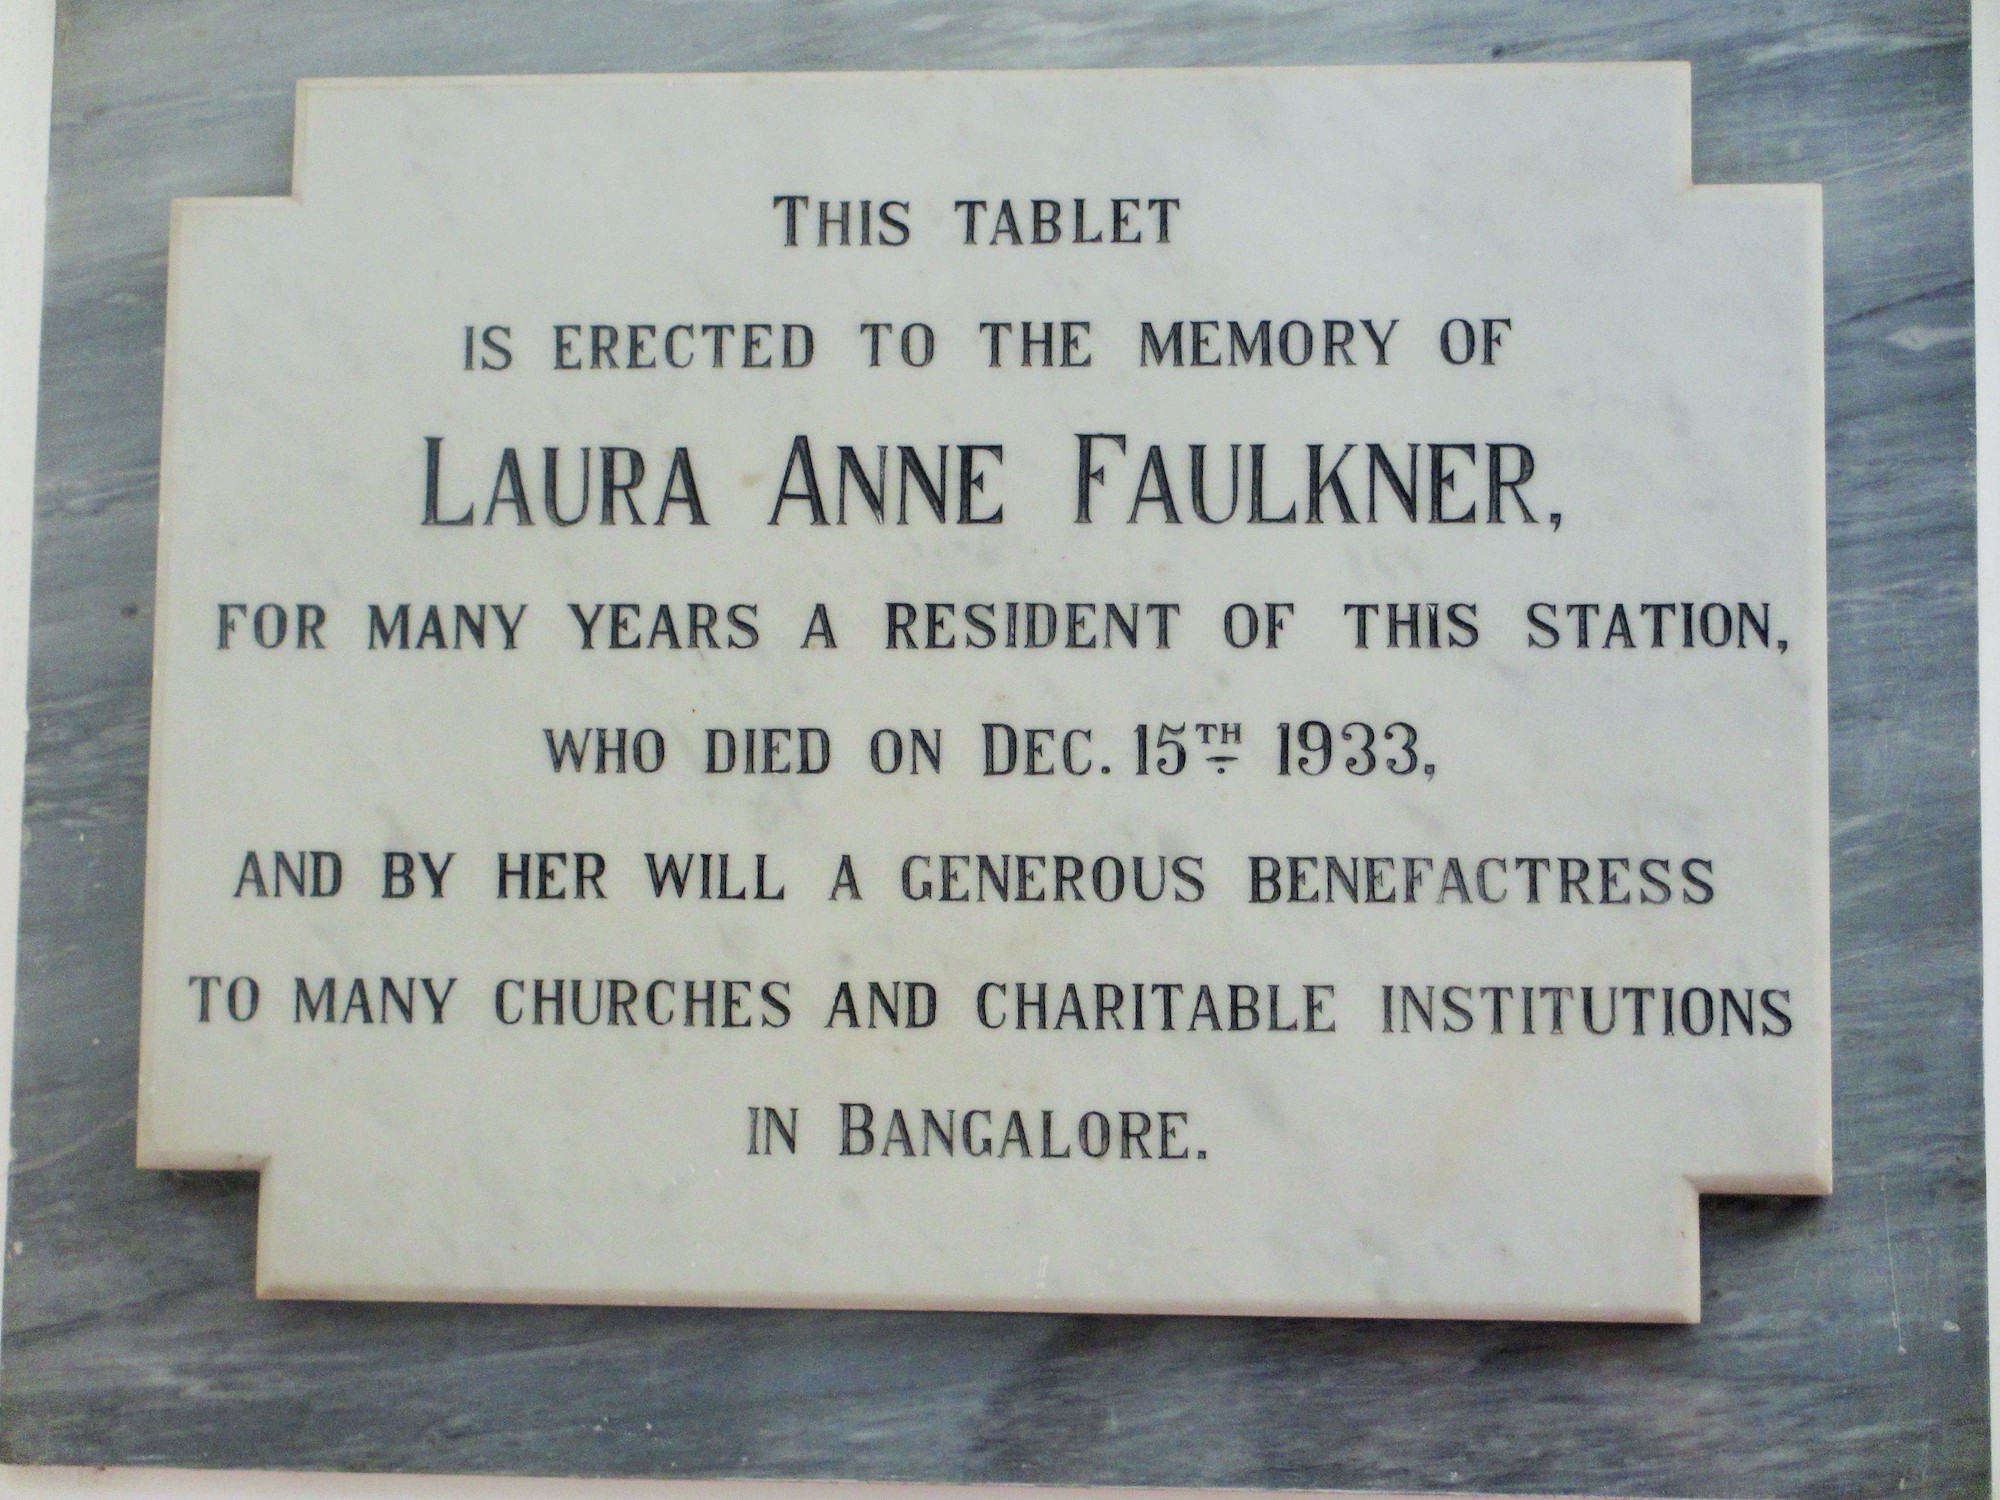 THIS TABLET
IS ERECTED TO THE MEMORY OF
LAURA ANNE FAULKNER,
FOR MANY YEARS A RESIDENT OF THIS STATION,
WHO DIED ON DEC. 15TH 1933,
AND BY HER WILL A GENEROUS BENEFACTRESS
TO MANY CHURCHES AND CHARITABLE INSTITUTIONS
IN BANGALORE.